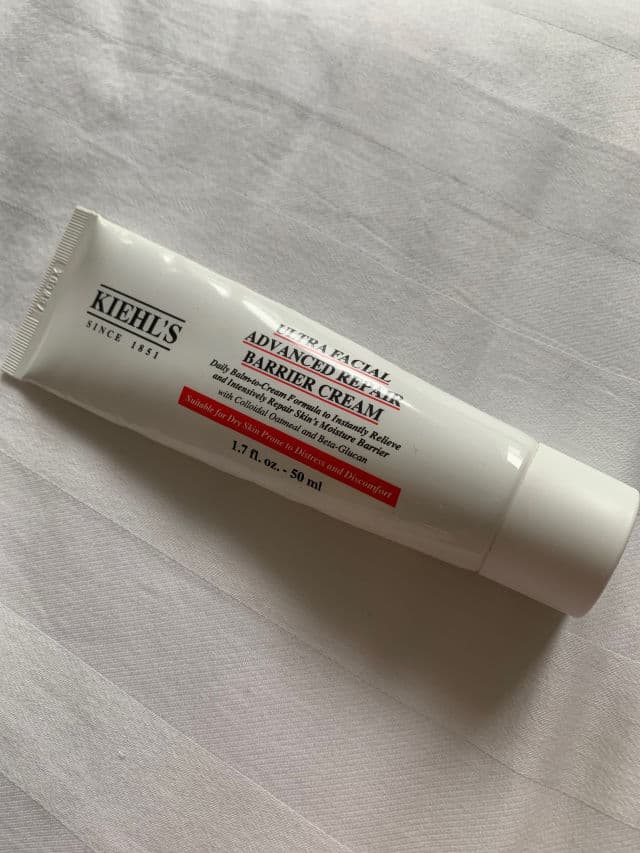 KIEHL'S
SINCE 1851
ULTRA FACIAL
ADVANCED REPAIR
BARRIER CREAM
Daily Balm-to-Cream Formula to Instantly Relieve
and Intensively Repair Skin's Moisture Barrier
with Colloidal Oatmeal and Beta-Glucan
Suitable for Dry Skin Prone to Distress and Discomfort
1.7 fl. oz. - 50 ml